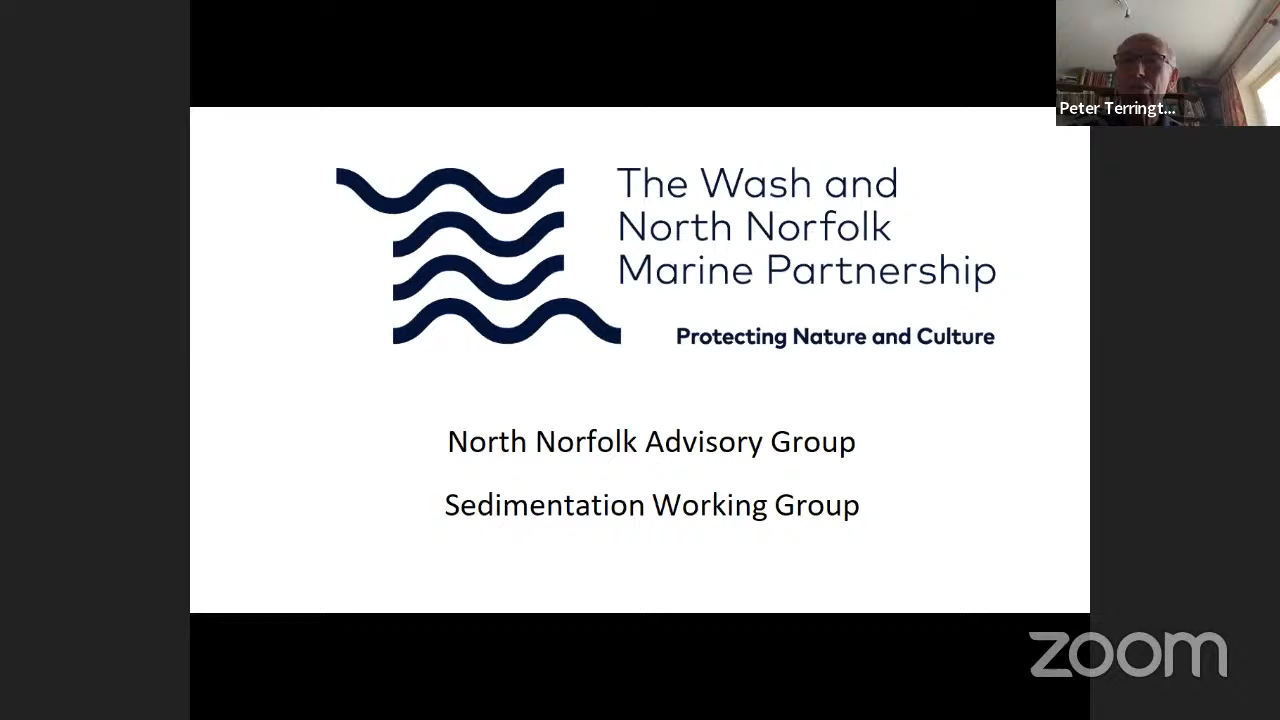 Peter Terringt...
The Wash and
North Norfolk
Marine Partnership
Protecting Nature and Culture
North Norfolk Advisory Group
Sedimentation Working Group
zoom